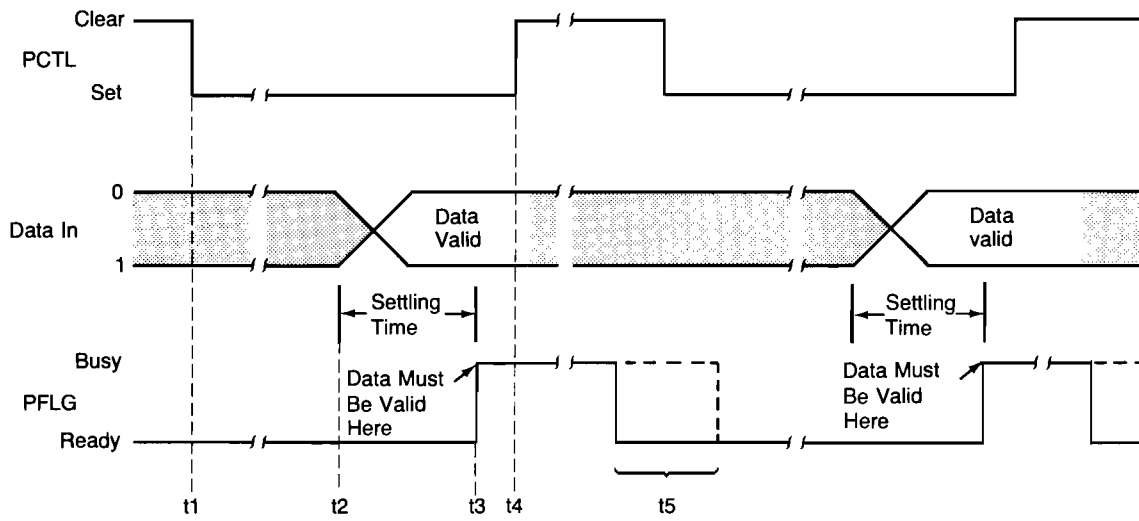 Clear
PCTL
Set
0
Data In
1
Data
Valid
Data
valid
Settling
Time
Settling
Time
Busy
PFLG
Ready
Data Must
Be Valid
Here
Data Must
Be Valid
Here
t1
t2
t3
t4
t5